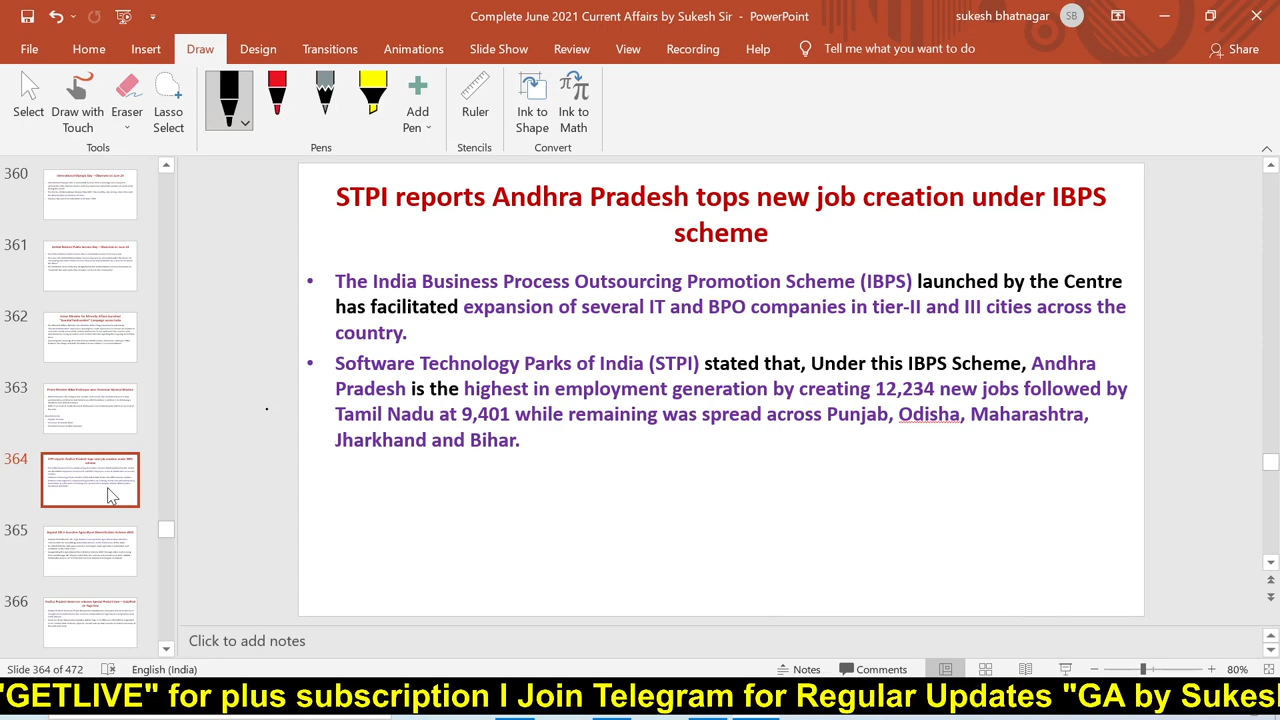 Complete June 2021 Current Affairs by Sukesh Sir - PowerPoint
sukesh bhatnagar
SB
File Home Insert Draw Design Transitions Animations Slide Show Review View Recording Help Tell me what you want to do
Share
Select
Draw with Touch
Eraser
Lasso Select
Add Pen
Ruler
Ink to Shape
Ink to Math
Tools
Pens
Stencils
Convert
360
361
362
363
364
365
366
STPI reports Andhra Pradesh tops new job creation under IBPS
scheme
• The India Business Process Outsourcing Promotion Scheme (IBPS) launched by the Centre
has facilitated expansion of several IT and BPO companies in tier-II and III cities across the
country.
• Software Technology Parks of India (STPI) stated that, Under this IBPS Scheme, Andhra
Pradesh is the highest in employment generation by creating 12,234 new jobs followed by
Tamil Nadu at 9,401 while remaining was spread across Punjab, Odisha, Maharashtra,
Jharkhand and Bihar.
Click to add notes
Slide 364 of 472 English (India) Notes Comments 80%
"GETLIVE" for plus subscription l Join Telegram for Regular Updates "GA by Sukes